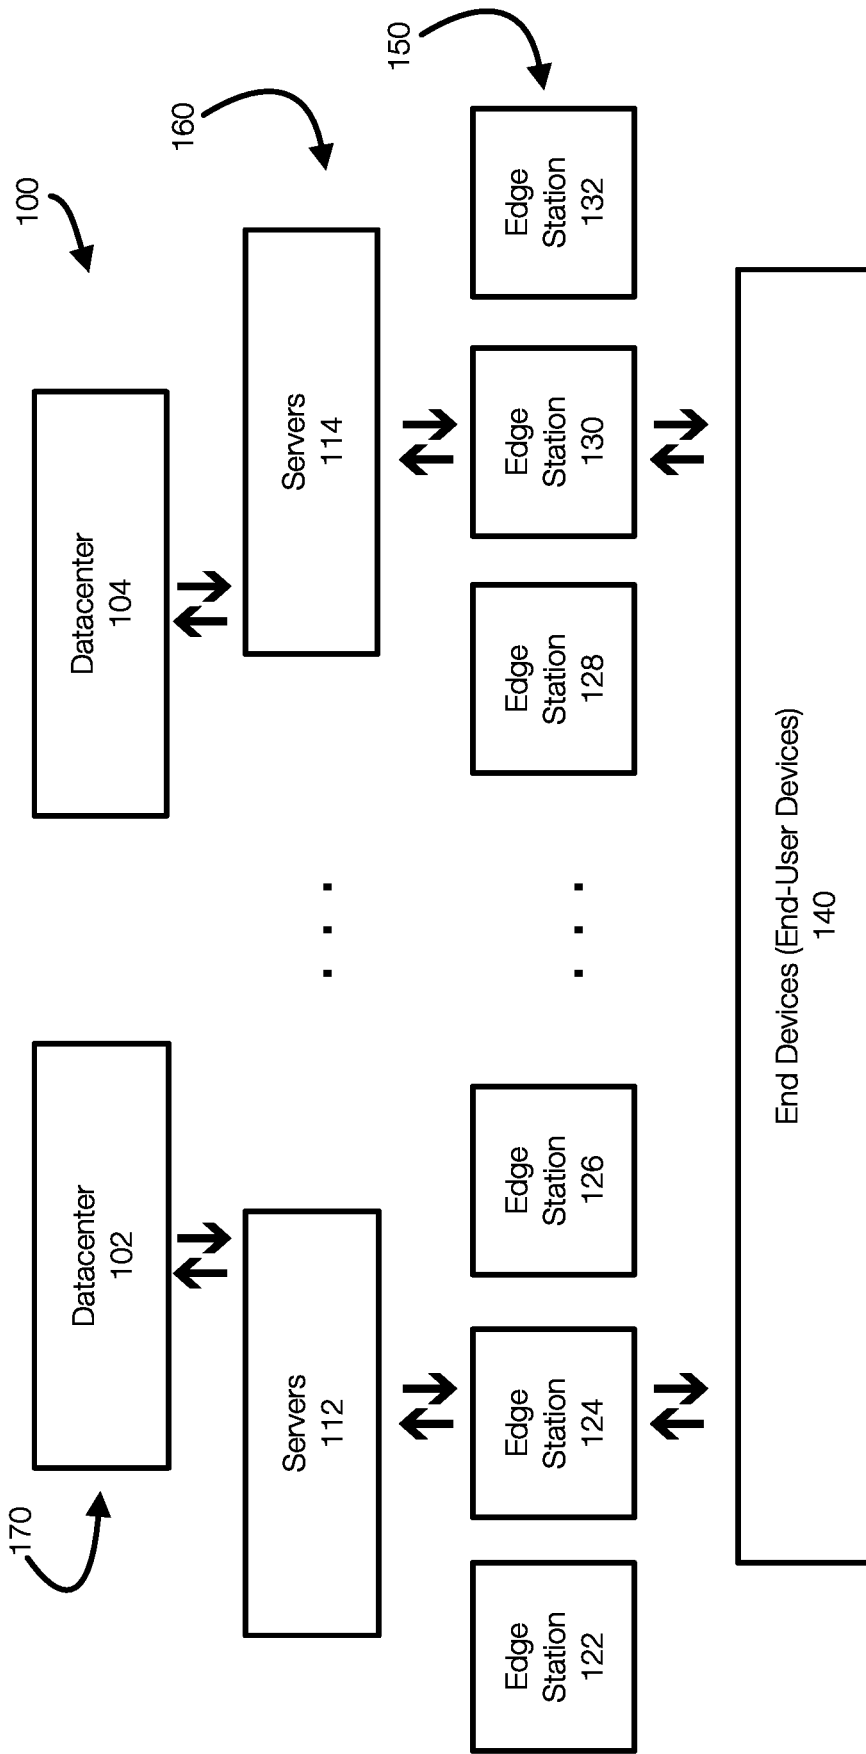 100
170
Datacenter
102
Datacenter
104
160
Servers
112
Servers
114
150
Edge
Station
122
Edge
Station
124
Edge
Station
126
. . .
. . .
Edge
Station
128
Edge
Station
130
Edge
Station
132
End Devices (End-User Devices)
140